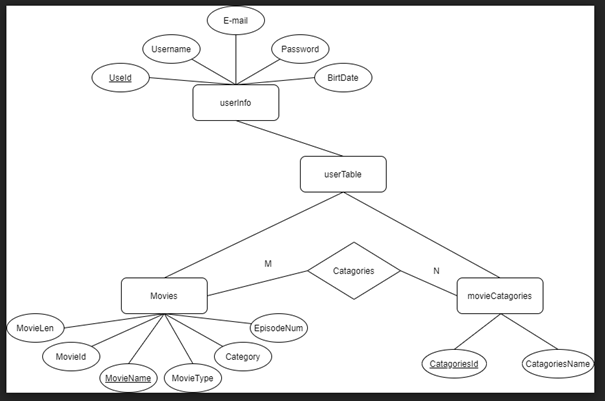 E-mail
Username
Password
UseId
BirtDate
userInfo
userTable
M
Catagories
N
Movies
movieCatagories
MovieLen
EpisodeNum
MovieId
Category
MovieName
MovieType
CatagoriesId
CatagoriesName